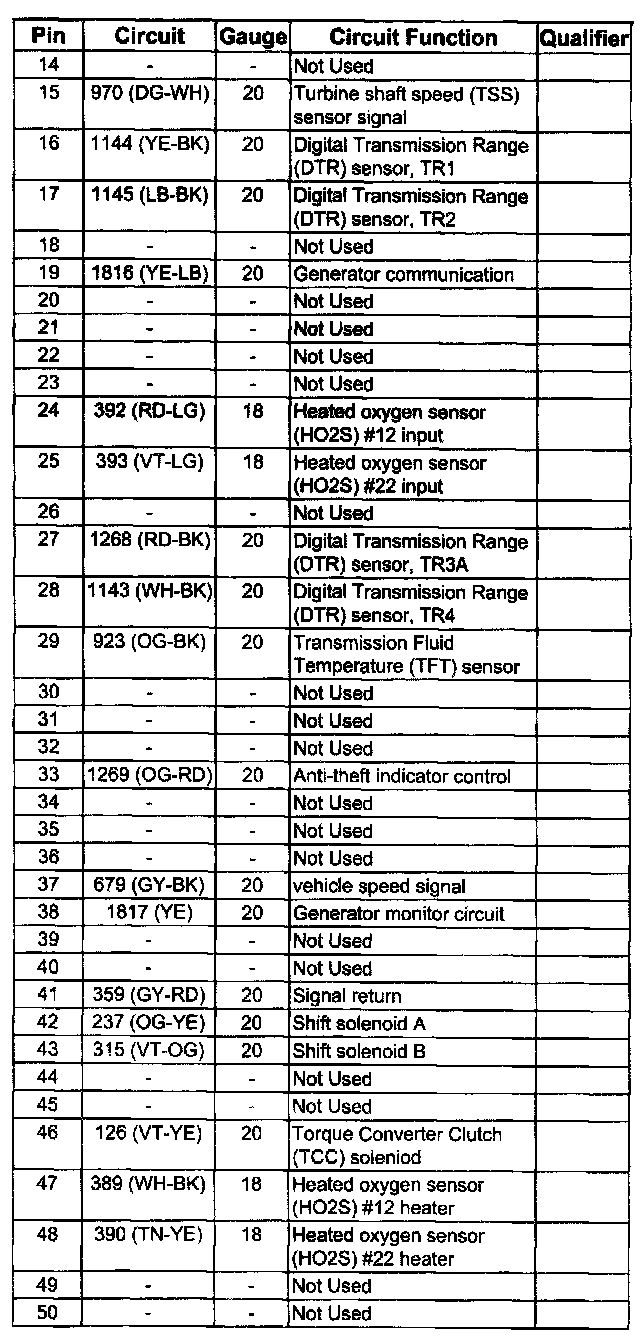 Pin Circuit Gauge Circuit Function Qualifier
14 - - Not Used
15 970 (DG-WH) 20 Turbine shaft speed (TSS)
sensor signal
16 1144 (YE-BK) 20 Digital Transmission Range
(DTR) sensor, TR1
17 1145 (LB-BK) 20 Digital Transmission Range
(DTR) sensor, TR2
18 - - Not Used
19 1816 (YE-LB) 20 Generator communication
20 - - Not Used
21 - - Not Used
22 - - Not Used
23 - - Not Used
24 392 (RD-LG) 18 Heated oxygen sensor
(HO2S) #12 input
25 393 (VT-LG) 18 Heated oxygen sensor
(HO2S) #22 input
26 - - Not Used
27 1268 (RD-BK) 20 Digital Transmission Range
(DTR) sensor, TR3A
28 1143 (WH-BK) 20 Digital Transmission Range
(DTR) sensor, TR4
29 923 (OG-BK) 20 Transmission Fluid
Temperature (TFT) sensor
30 - - Not Used
31 - - Not Used
32 - - Not Used
33 1269 (OG-RD) 20 Anti-theft indicator control
34 - - Not Used
35 - - Not Used
36 - - Not Used
37 679 (GY-BK) 20 vehicle speed signal
38 1817 (YE) 20 Generator monitor circuit
39 - - Not Used
40 - - Not Used
41 359 (GY-RD) 20 Signal return
42 237 (OG-YE) 20 Shift solenoid A
43 315 (VT-OG) 20 Shift solenoid B
44 - - Not Used
45 - - Not Used
46 126 (VT-YE) 20 Torque Converter Clutch
(TCC) soleniod
47 389 (WH-BK) 18 Heated oxygen sensor
(HO2S) #12 heater
48 390 (TN-YE) 18 Heated oxygen sensor
(HO2S) #22 heater
49 - - Not Used
50 - - Not Used